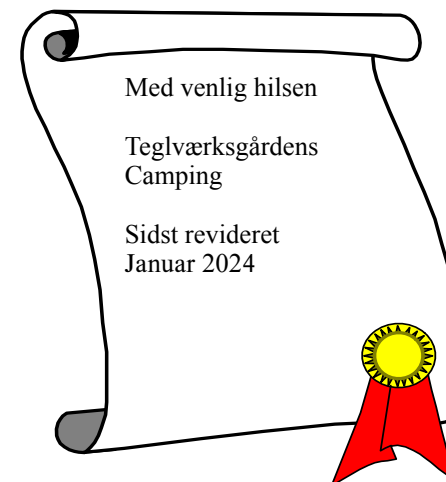 Med venlig hilsen
Teglværksgårdens
Camping
Sidst revideret
Januar 2024